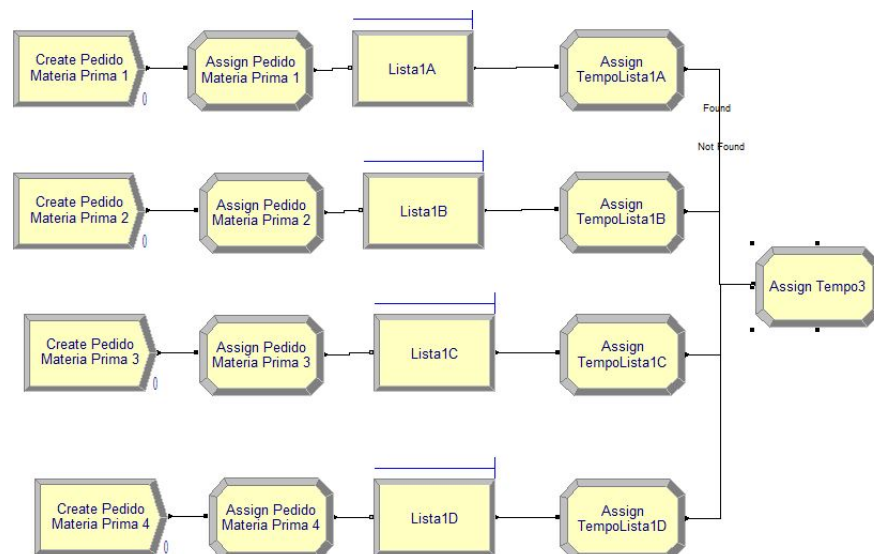 Create Pedido
Materia Prima 1
0
Assign Pedido
Materia Prima 1
Lista1A
Assign
TempoLista1A
Found
Not Found
Create Pedido
Materia Prima 2
0
Assign Pedido
Materia Prima 2
Lista1B
Assign
TempoLista1B
Assign Tempo3
Create Pedido
Materia Prima 3
0
Assign Pedido
Materia Prima 3
Lista1C
Assign
TempoLista1C
Create Pedido
Materia Prima 4
0
Assign Pedido
Materia Prima 4
Lista1D
Assign
TempoLista1D